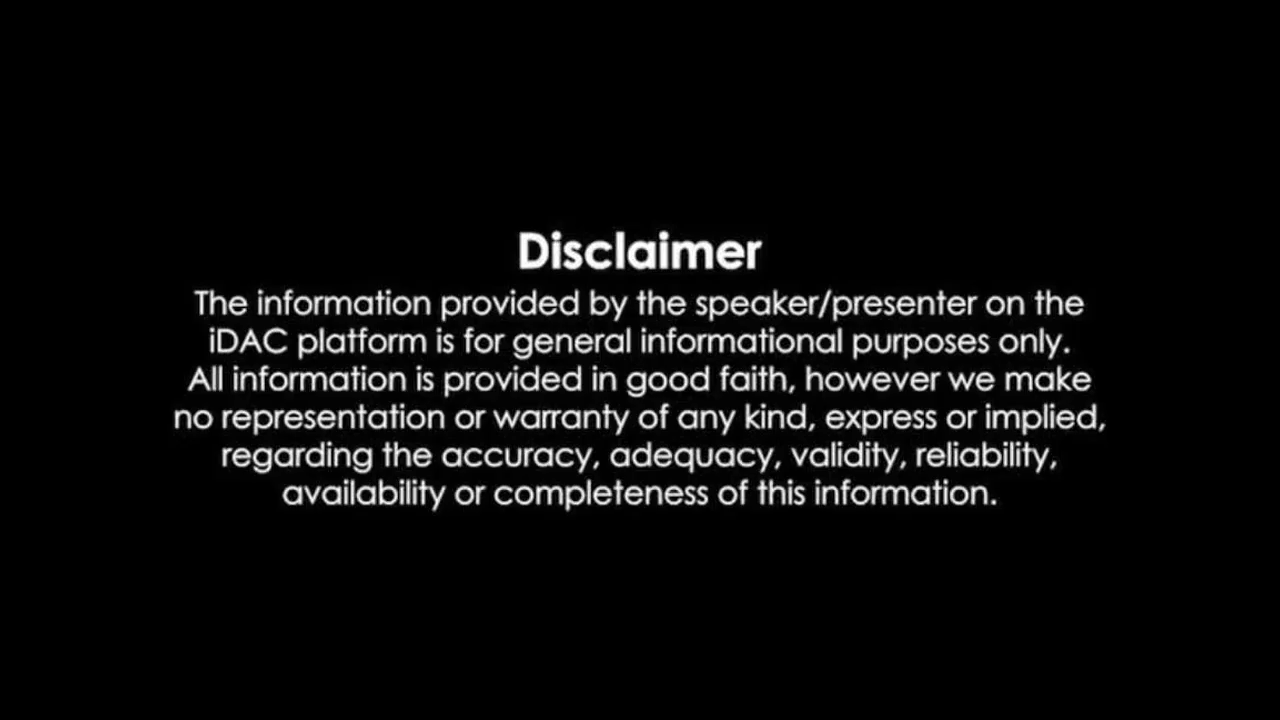 Disclaimer
The information provided by the speaker/presenter on the
iDAC platform is for general informational purposes only.
All information is provided in good faith, however we make
no representation or warranty of any kind, express or implied,
regarding the accuracy, adequacy, validity, reliability,
availability or completeness of this information.